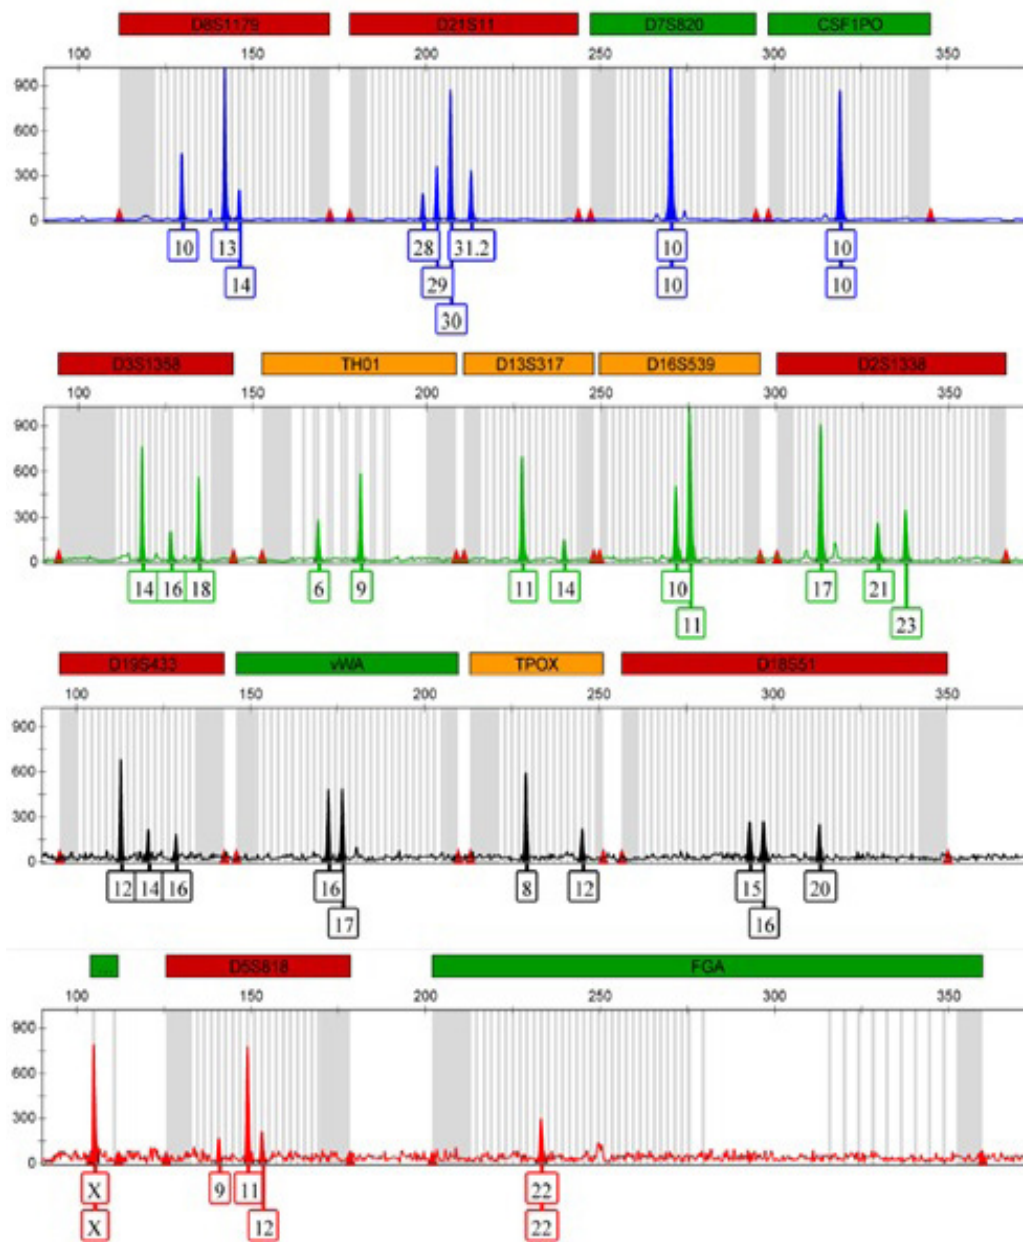 D8S1179 D21S11 D7S820 CSF1PO
100 150 200 250 300 350
900
600
300
0
10 13 28 31.2 10 10
14 29 10 10
30
D3S1358 TH01 D13S317 D16S539 D2S1338
100 150 200 250 300 350
900
600
300
0
14 16 18 6 9 11 14 10 17 21
11 23
D19S433 vWA TPOX D18S51
100 150 200 250 300 350
900
600
300
0
12 14 16 16 8 12 15 20
17 16
... D5S818 FGA
100 150 200 250 300 350
900
600
300
0
X 9 11 22
X 12 22